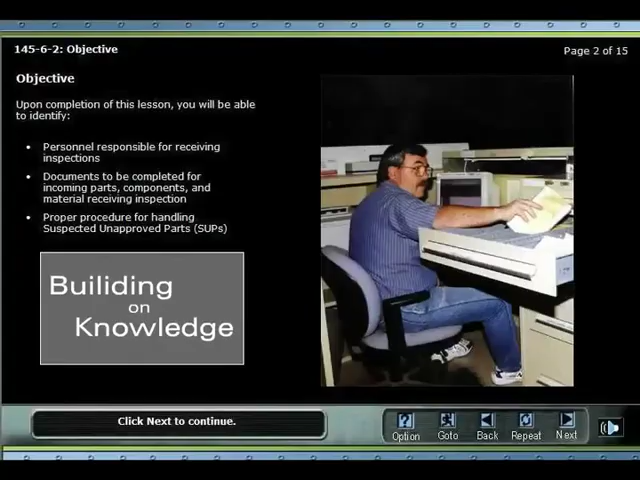 145-6-2: Objective
Page 2 of 15
Objective
Upon completion of this lesson, you will be able
to identify:
• Personnel responsible for receiving
inspections
• Documents to be completed for
incoming parts, components, and
material receiving inspection
• Proper procedure for handling
Suspected Unapproved Parts (SUPs)
Builiding
on
Knowledge
Click Next to continue.
Option
Goto
Back
Repeat
Next